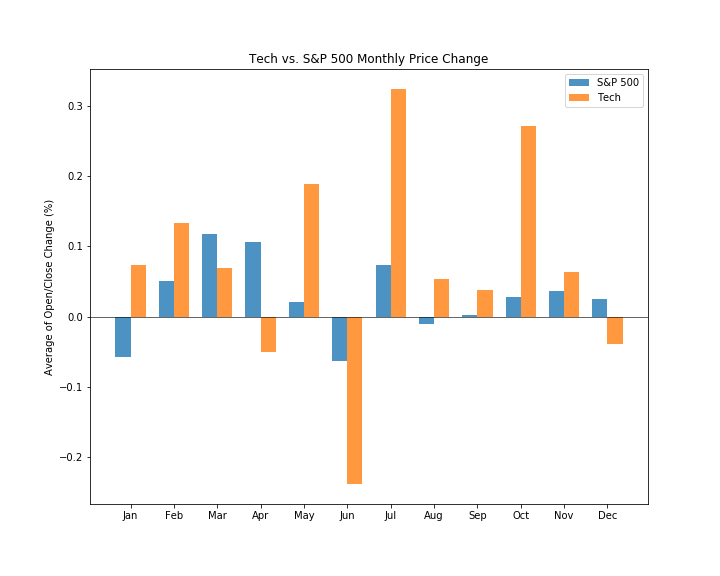 Tech vs. S&P 500 Monthly Price Change
S&P 500
Tech
Average of Open/Close Change (%)
0.3
0.2
0.1
0.0
−0.1
−0.2
Jan Feb Mar Apr May Jun Jul Aug Sep Oct Nov Dec